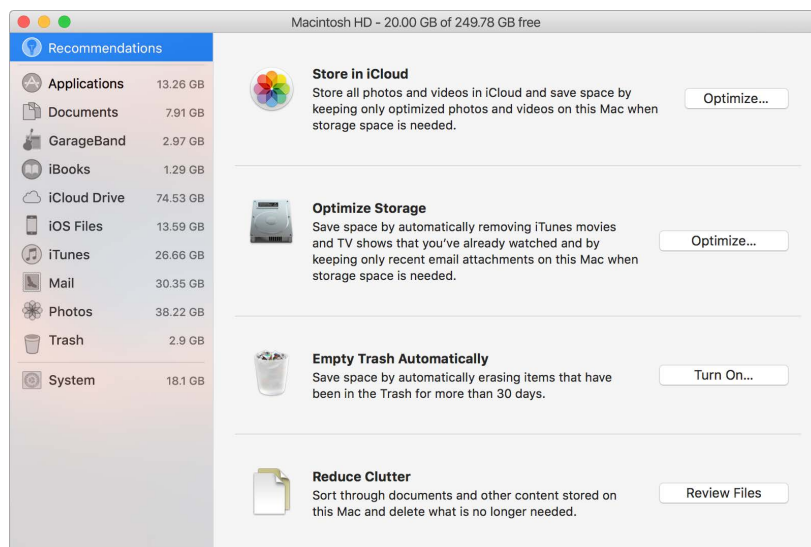 Macintosh HD - 20.00 GB of 249.78 GB free
Recommendations
Applications 13.26 GB
Documents 7.91 GB
GarageBand 2.97 GB
iBooks 1.29 GB
iCloud Drive 74.53 GB
iOS Files 13.59 GB
iTunes 26.66 GB
Mail 30.35 GB
Photos 38.22 GB
Trash 2.9 GB
System 18.1 GB
Store in iCloud
Store all photos and videos in iCloud and save space by
keeping only optimized photos and videos on this Mac when
storage space is needed.
Optimize...
Optimize Storage
Save space by automatically removing iTunes movies
and TV shows that you've already watched and by
keeping only recent email attachments on this Mac when
storage space is needed.
Optimize...
Empty Trash Automatically
Save space by automatically erasing items that have
been in the Trash for more than 30 days.
Turn On...
Reduce Clutter
Sort through documents and other content stored on
this Mac and delete what is no longer needed.
Review Files